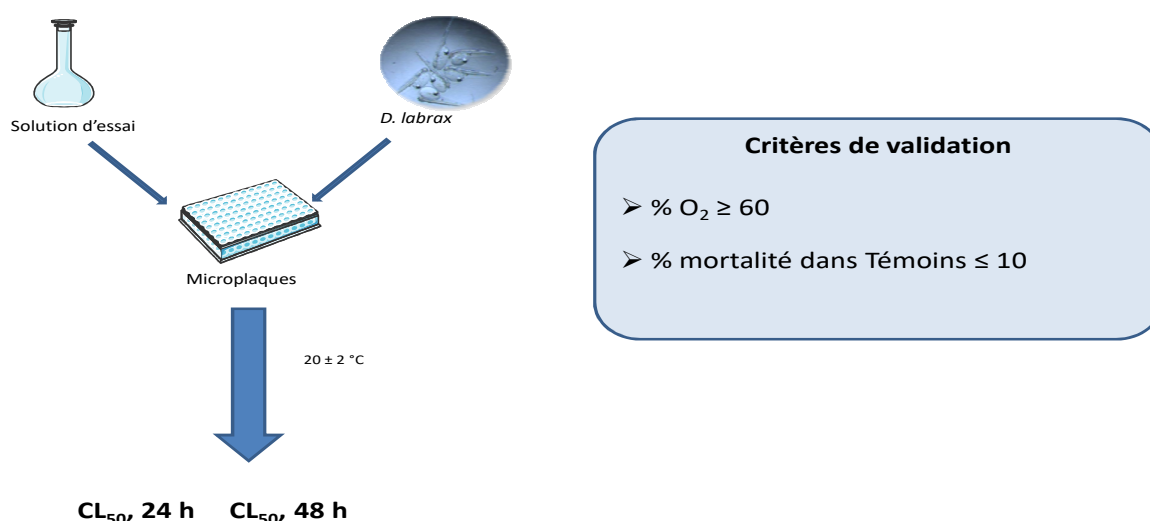 Solution d’essai
D. labrax
Microplaques
20 ± 2 °C
CL₅₀, 24 h CL₅₀, 48 h
Critères de validation
➢ % O₂ ≥ 60
➢ % mortalité dans Témoins ≤ 10